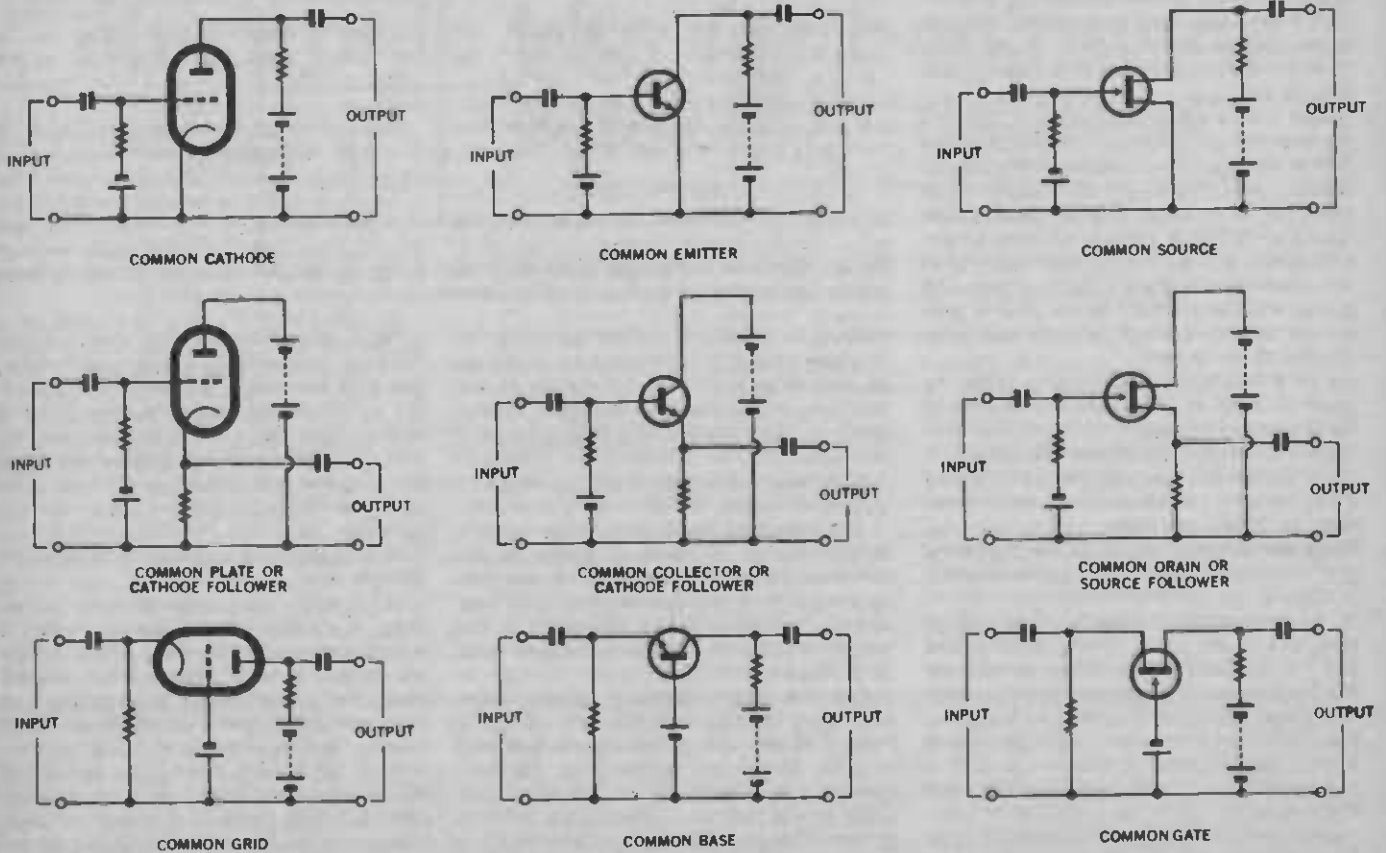 INPUT
OUTPUT
COMMON CATHODE
INPUT
OUTPUT
COMMON EMITTER
INPUT
OUTPUT
COMMON SOURCE
INPUT
OUTPUT
COMMON PLATE OR
CATHODE FOLLOWER
INPUT
OUTPUT
COMMON COLLECTOR OR
CATHODE FOLLOWER
INPUT
OUTPUT
COMMON DRAIN OR
SOURCE FOLLOWER
INPUT
OUTPUT
COMMON GRID
INPUT
OUTPUT
COMMON BASE
INPUT
OUTPUT
COMMON GATE